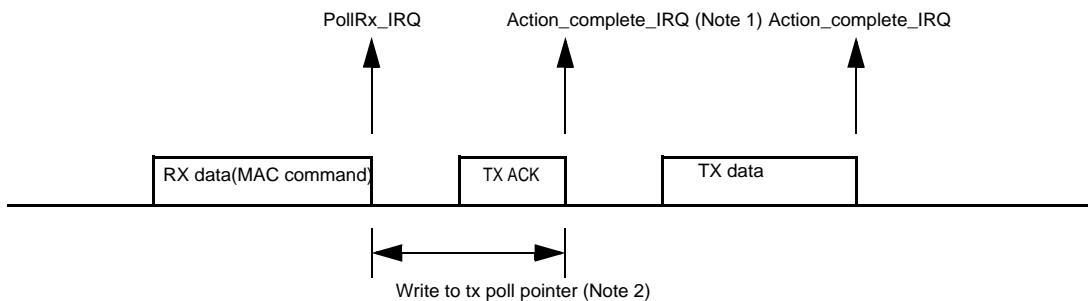 PollRx_IRQ Action_complete_IRQ (Note 1) Action_complete_IRQ
RX data(MAC command) TX ACK TX data
Write to tx poll pointer (Note 2)